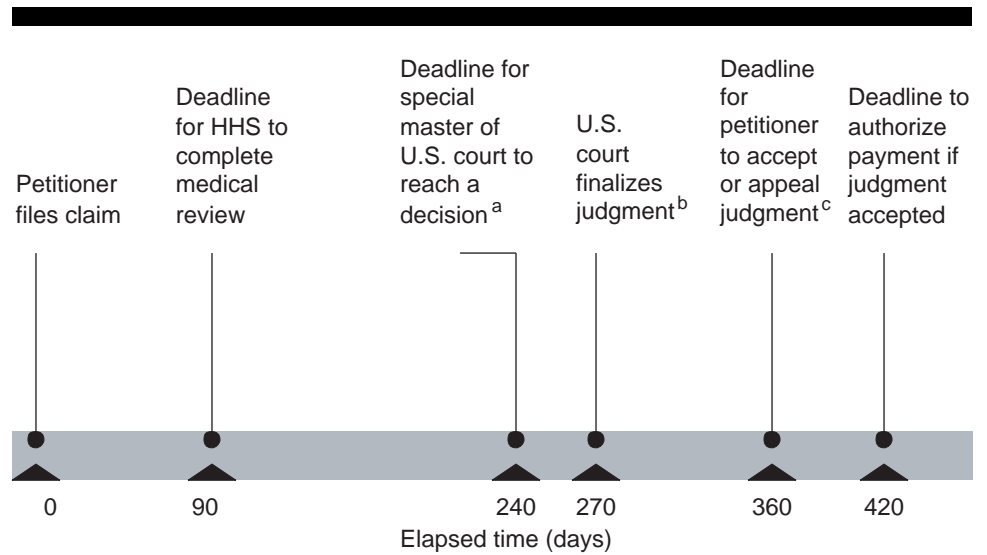 Petitioner
files claim
Deadline
for HHS to
complete
medical
review
Deadline for
special
master of
U.S. court to
reach a
decision a
U.S.
court
finalizes
judgment b
Deadline
for
petitioner
to accept
or appeal
judgment c
Deadline to
authorize
payment if
judgment
accepted
0 90 240 270 360 420
Elapsed time (days)